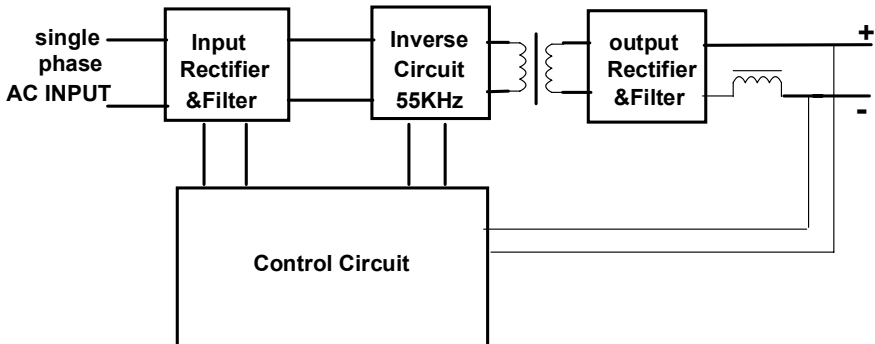 single
phase
AC INPUT
Input
Rectifier
&Filter
Inverse
Circuit
55KHz
output
Rectifier
&Filter
+
-
Control Circuit